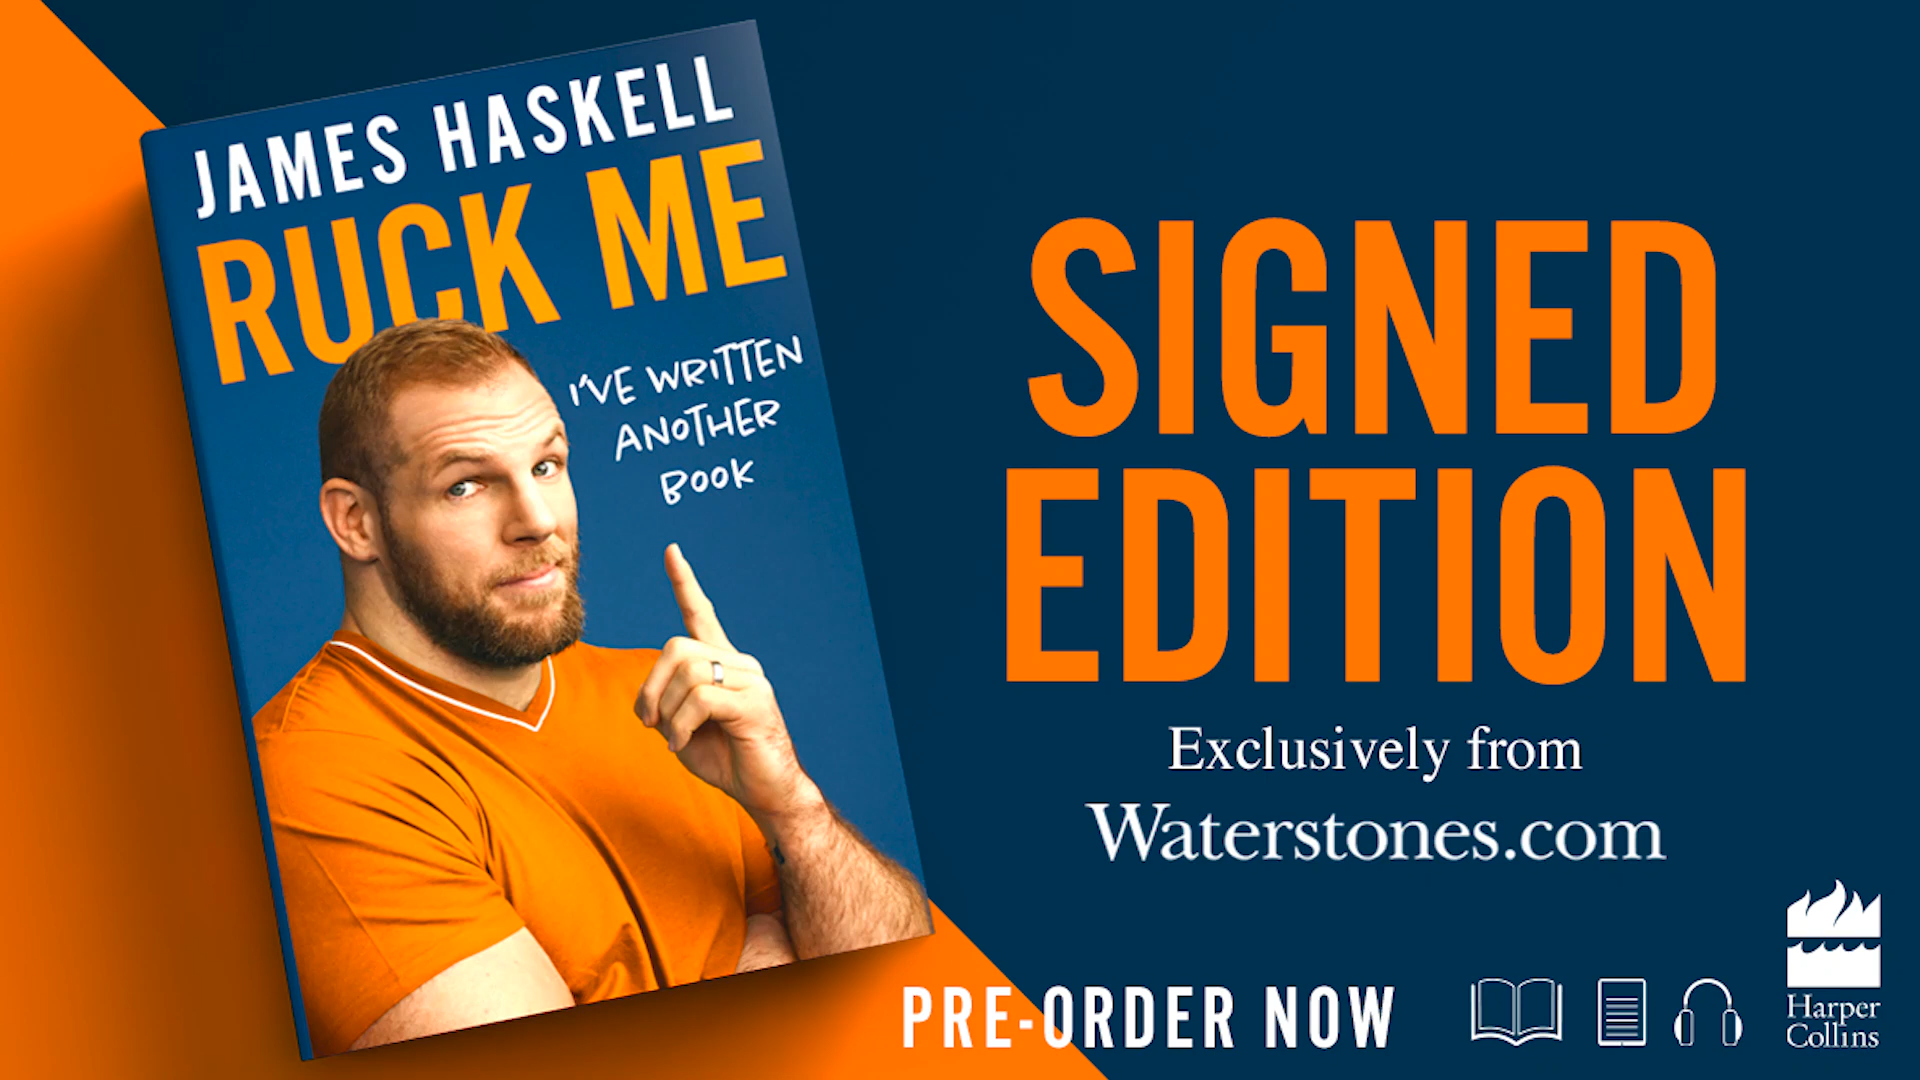 JAMES HASKELL
RUCK ME
I'VE WRITTEN
ANOTHER
BOOK
SIGNED
EDITION
Exclusively from
Waterstones.com
PRE-ORDER NOW
Harper
Collins